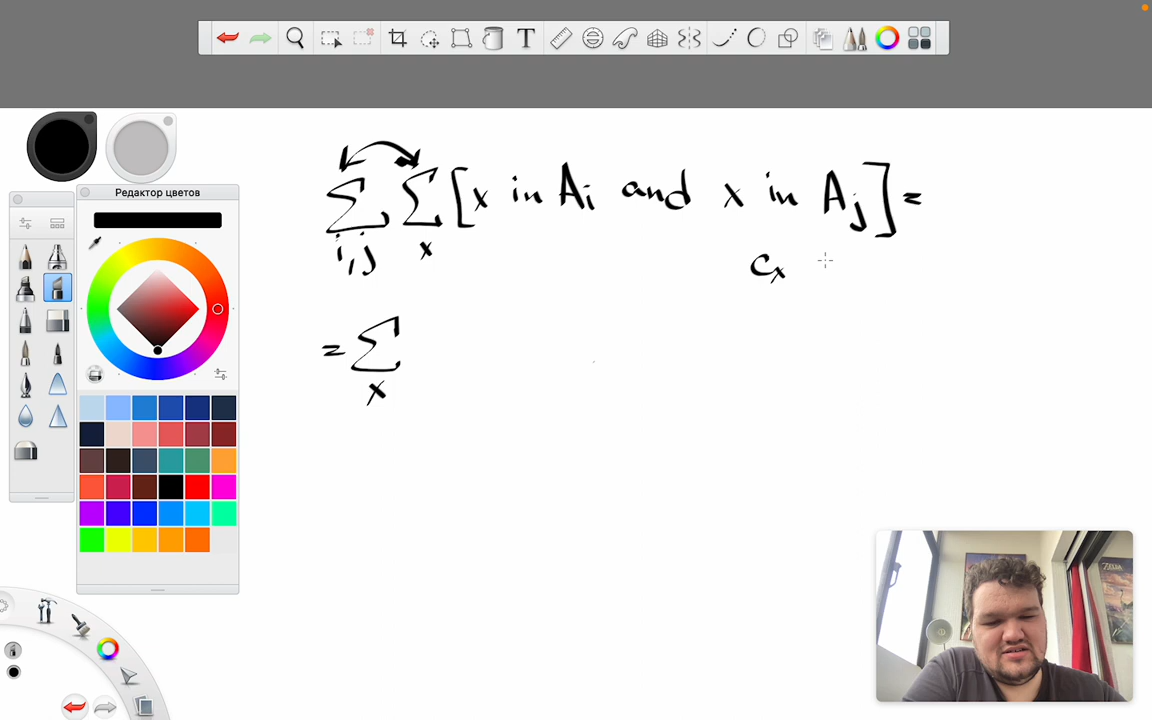 T
Редактор цветов
∑ ∑ [x in Ai and x in Aj] =
i,j x
cx
= ∑
x